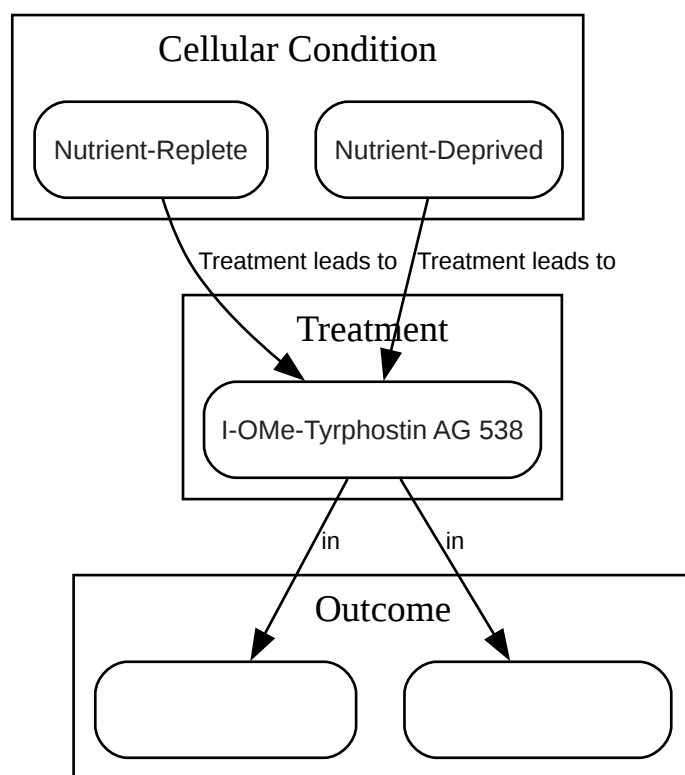 Cellular Condition
Nutrient-Replete
Nutrient-Deprived
Treatment leads to
Treatment leads to
Treatment
I-OMe-Tyrphostin AG 538
in
in
Outcome